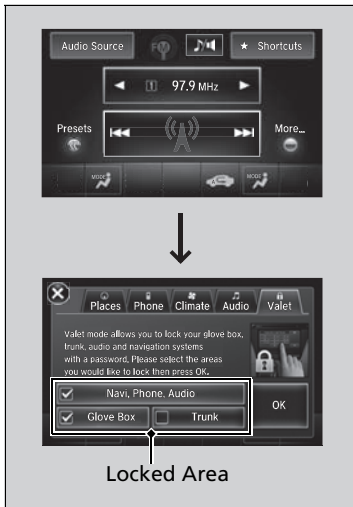 Audio Source FM ★ Shortcuts
1 97.9 MHz
Presets More...
MODE MODE
Places Phone Climate Audio Valet
Valet mode allows you to lock your glove box,
trunk, audio and navigation systems
with a password. Please select the areas
you would like to lock then press OK.
Navi, Phone, Audio
Glove Box Trunk
OK
Locked Area